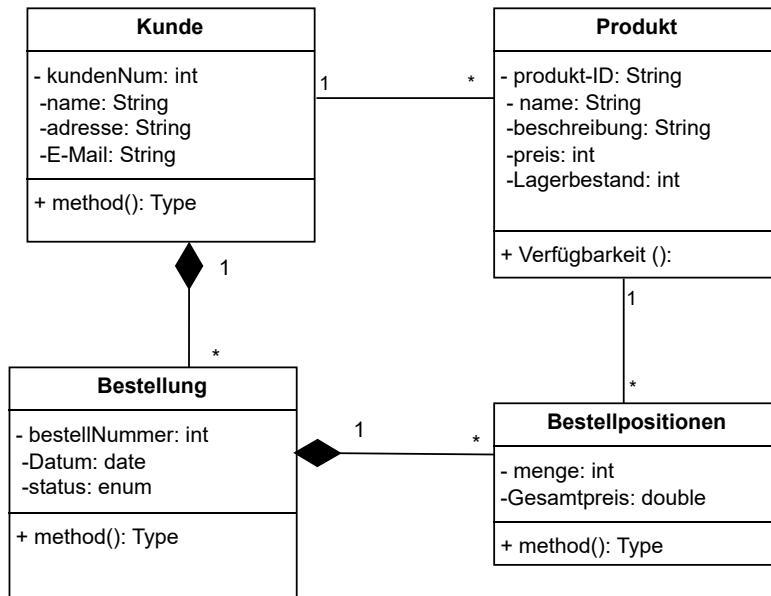 Kunde
- kundenNum: int
-name: String
-adresse: String
-E-Mail: String
+ method(): Type
1
*
Produkt
- produkt-ID: String
- name: String
-beschreibung: String
-preis: int
-Lagerbestand: int
+ Verfügbarkeit ():
1
*
1
*
Bestellung
- bestellNummer: int
-Datum: date
-status: enum
+ method(): Type
1
*
Bestellpositionen
- menge: int
-Gesamtpreis: double
+ method(): Type